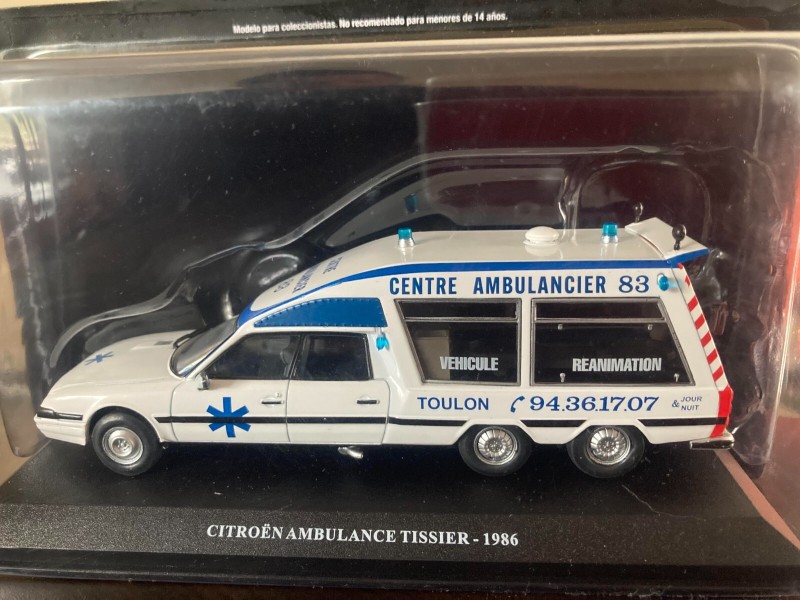 Modelo para coleccionistas. No recomendado para menores de 14 años.
CENTRE AMBULANCIER 83
VEHICULE REANIMATION
TOULON 94.36.17.07 & JOUR NUIT
CITROËN AMBULANCE TISSIER - 1986